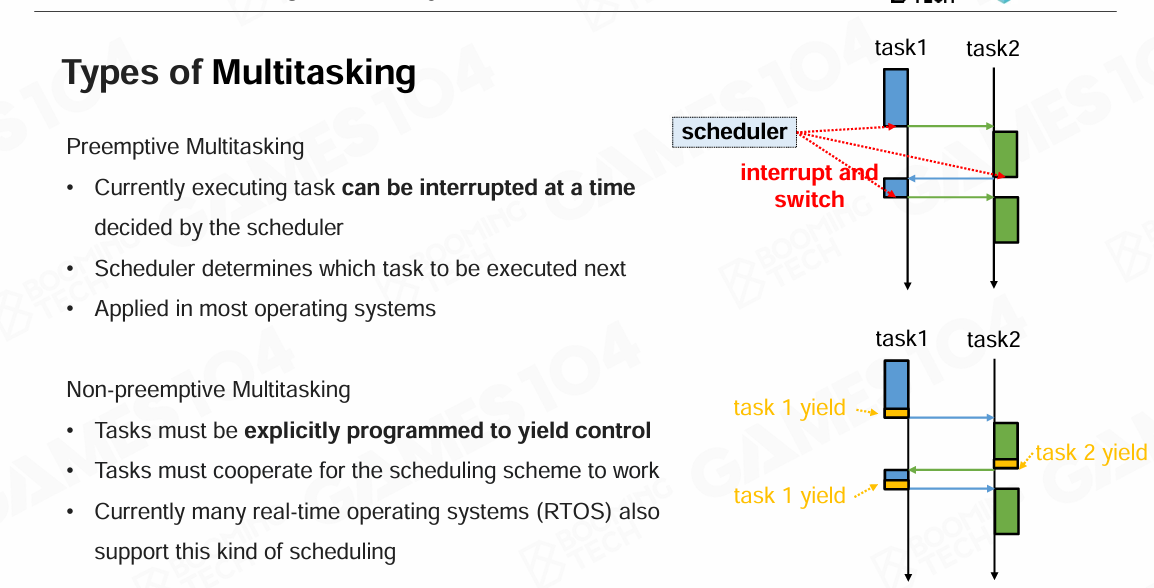 TECH
Types of Multitasking
Preemptive Multitasking
• Currently executing task can be interrupted at a time
decided by the scheduler
• Scheduler determines which task to be executed next
• Applied in most operating systems
Non-preemptive Multitasking
• Tasks must be explicitly programmed to yield control
• Tasks must cooperate for the scheduling scheme to work
• Currently many real-time operating systems (RTOS) also
support this kind of scheduling
task1 task2
scheduler
interrupt and
switch
task1 task2
task 1 yield
task 2 yield
task 1 yield
GAMES104
BOOMING
TECH